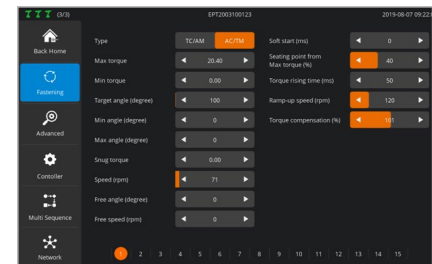 T T T (3/3) EPT2003100123 2019-08-07 09:22:
Back Home
Fastening
Advanced
Contoller
Multi Sequence
Network
Type TC/AM AC/TM
Max torque 20.40
Min torque 0.00
Target angle (degree) 100
Min angle (degree) 0
Max angle (degree) 0
Snug torque 0.00
Speed (rpm) 71
Free angle (degree) 0
Free speed (rpm) 0
Soft start (ms) 0
Seating point from
Max torque (%) 40
Torque rising time (ms) 50
Ramp-up speed (rpm) 120
Torque compensation (%) 101
1 2 3 4 5 6 7 8 9 10 11 12 13 14 15